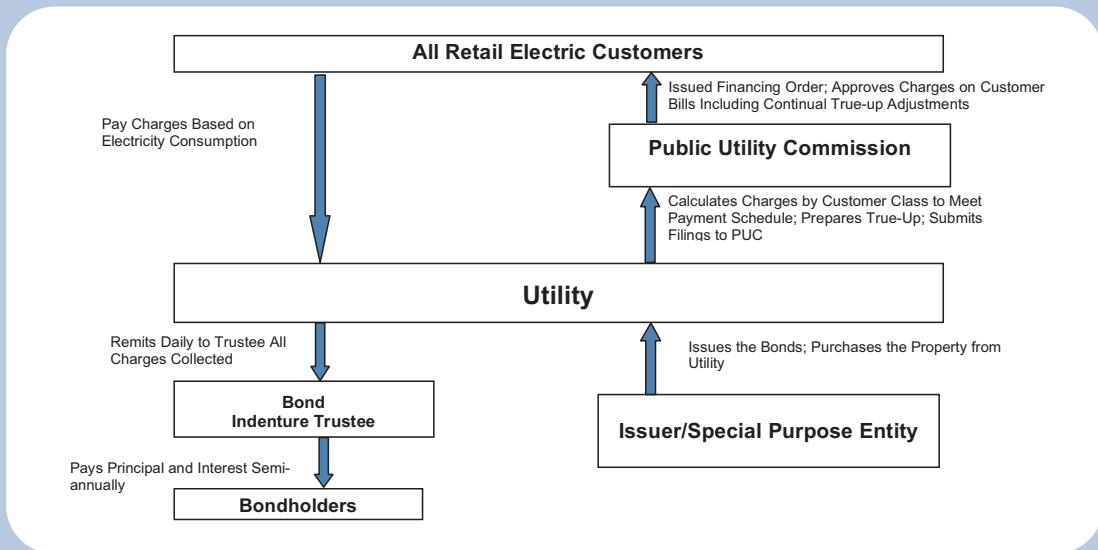 All Retail Electric Customers
Issued Financing Order; Approves Charges on Customer
Bills Including Continual True-up Adjustments
Pay Charges Based on
Electricity Consumption
Public Utility Commission
Calculates Charges by Customer Class to Meet
Payment Schedule; Prepares True-Up; Submits
Filings to PUC
Utility
Remits Daily to Trustee All
Charges Collected
Issues the Bonds; Purchases the Property from
Utility
Bond
Indenture Trustee
Issuer/Special Purpose Entity
Pays Principal and Interest Semi-
annually
Bondholders